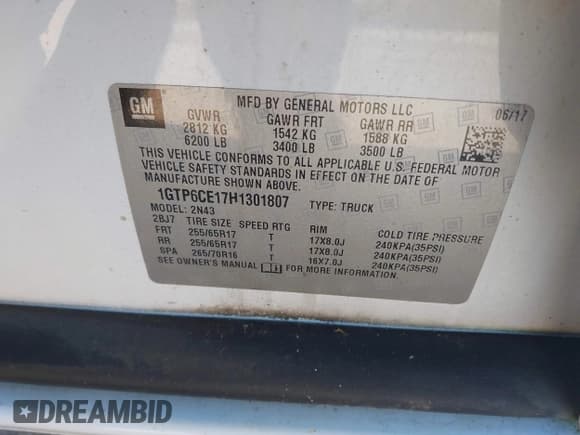 GM
MFD BY GENERAL MOTORS LLC
06/17
GVWR GAWR FRT GAWR RR
2812 KG 1542 KG 1588 KG
6200 LB 3400 LB 3500 LB
THIS VEHICLE CONFORMS TO ALL APPLICABLE U.S. FEDERAL MOTOR
VEHICLE SAFETY STANDARDS IN EFFECT ON THE DATE OF
MANUFACTURE SHOWN ABOVE.
1GTP6CE17H1301807 TYPE: TRUCK
MODEL: 2N43
2BJ7 TIRE SIZE SPEED RTG RIM COLD TIRE PRESSURE
FRT 255/65R17 T 17X8.0J 240KPA(35PSI)
RR 255/65R17 T 17X8.0J 240KPA(35PSI)
SPA 265/70R16 T 16X7.0J 240KPA(35PSI)
SEE OWNER'S MANUAL FOR MORE INFORMATION.
DREAMBID